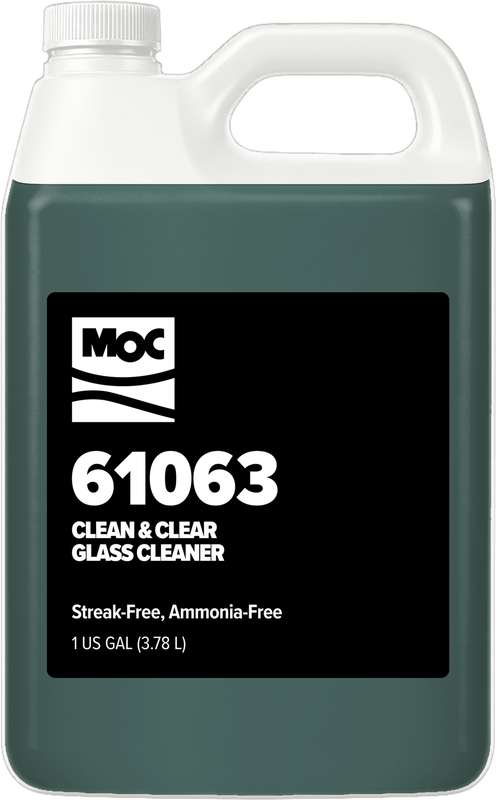 MOC
61063
CLEAN & CLEAR
GLASS CLEANER
Streak-Free, Ammonia-Free
1 US GAL (3.78 L)